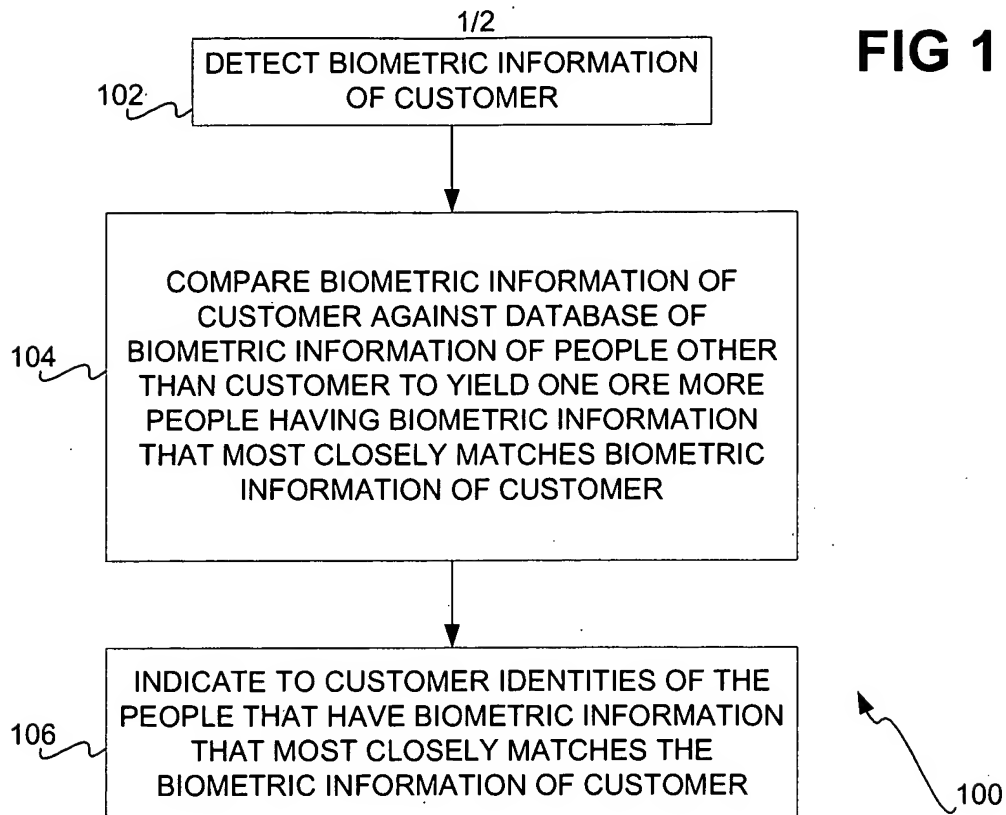 1/2
FIG 1
DETECT BIOMETRIC INFORMATION
OF CUSTOMER
102
COMPARE BIOMETRIC INFORMATION OF
CUSTOMER AGAINST DATABASE OF
BIOMETRIC INFORMATION OF PEOPLE OTHER
THAN CUSTOMER TO YIELD ONE ORE MORE
PEOPLE HAVING BIOMETRIC INFORMATION
THAT MOST CLOSELY MATCHES BIOMETRIC
INFORMATION OF CUSTOMER
104
INDICATE TO CUSTOMER IDENTITIES OF THE
PEOPLE THAT HAVE BIOMETRIC INFORMATION
THAT MOST CLOSELY MATCHES THE
BIOMETRIC INFORMATION OF CUSTOMER
106
100